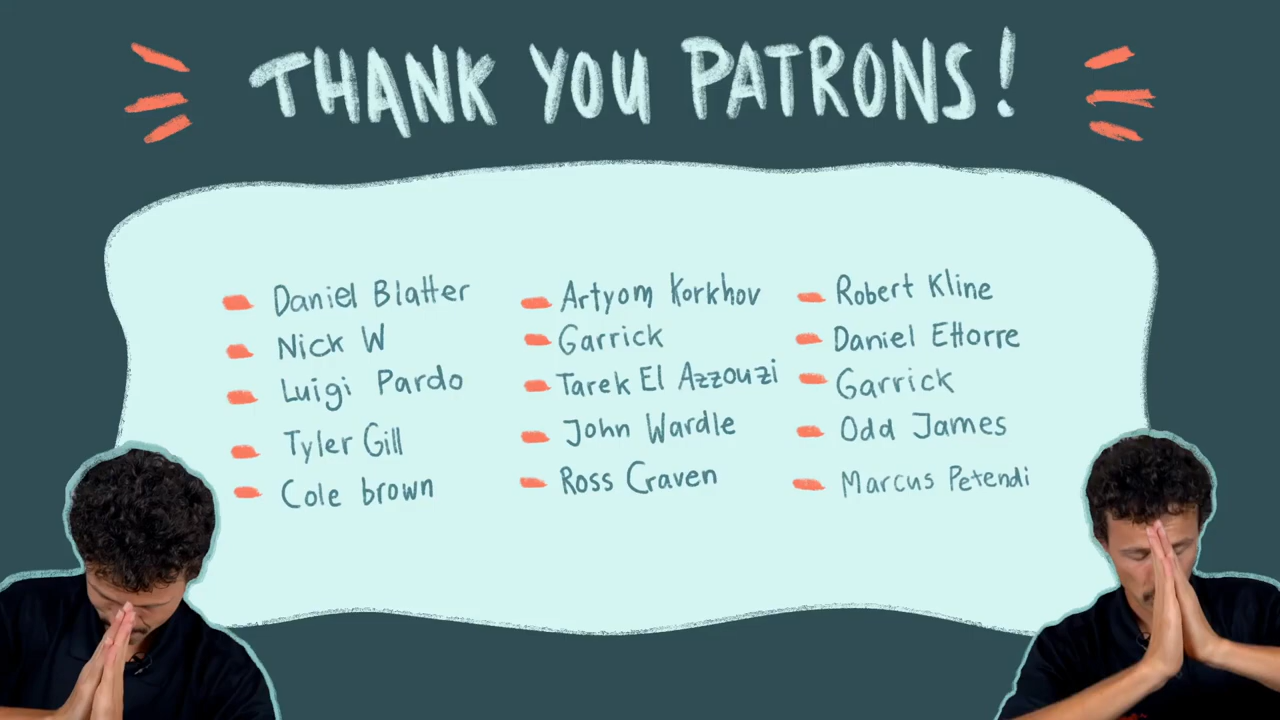 THANK YOU PATRONS!
Daniel Blatter
Nick W
Luigi Pardo
Tyler Gill
Cole brown
Artyom Korkhov
Garrick
Tarek El Azzouzi
John Wardle
Ross Craven
Robert Kline
Daniel Ettorre
Garrick
Odd James
Marcus Petendi